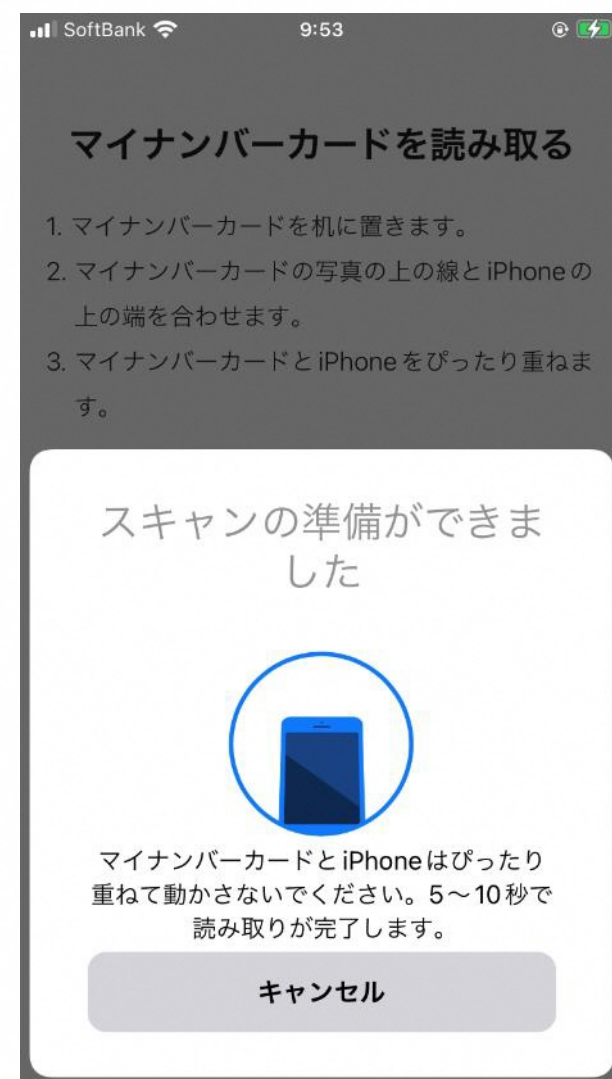 SoftBank 9:53
マイナンバーカードを読み取る
1. マイナンバーカードを机に置きます。
2. マイナンバーカードの写真の上の線とiPhoneの
上の端を合わせます。
3. マイナンバーカードとiPhoneをぴったり重ねま
す。
スキャンの準備ができま
した
マイナンバーカードとiPhoneはぴったり
重ねて動かさないでください。5〜10秒で
読み取りが完了します。
キャンセル